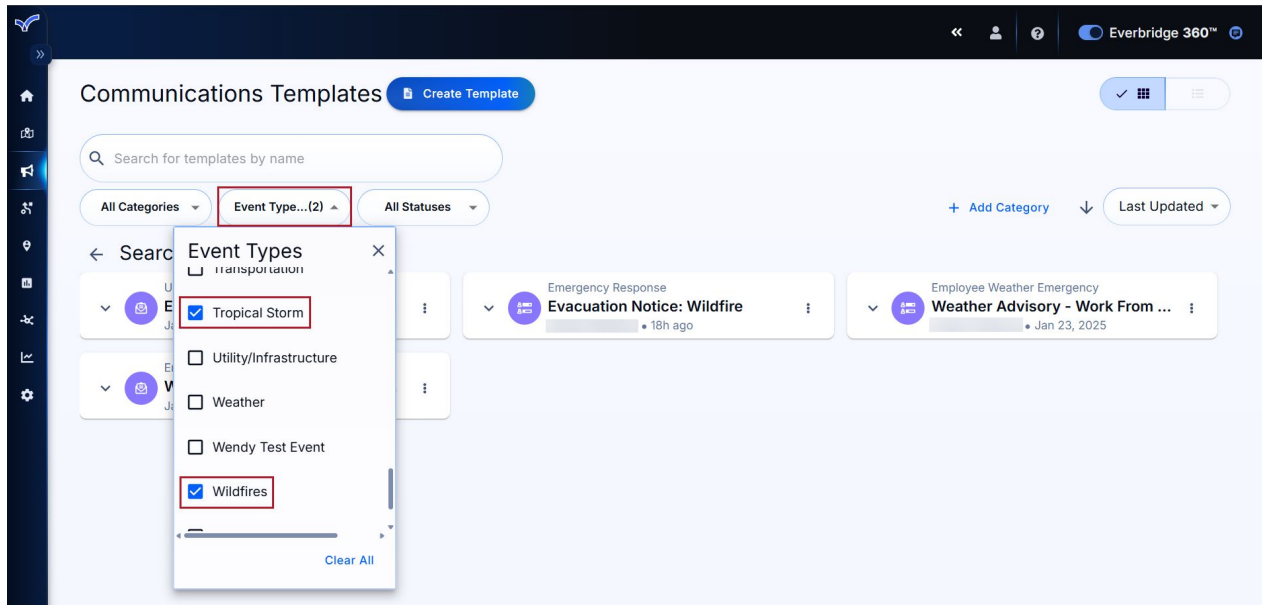 Everbridge 360™
Communications Templates
Create Template
Search for templates by name
All Categories
Event Type...(2)
All Statuses
+ Add Category
Last Updated
Event Types
Transportation
Tropical Storm
Utility/Infrastructure
Weather
Wendy Test Event
Wildfires
Clear All
Emergency Response
Evacuation Notice: Wildfire
• 18h ago
Employee Weather Emergency
Weather Advisory - Work From ...
• Jan 23, 2025